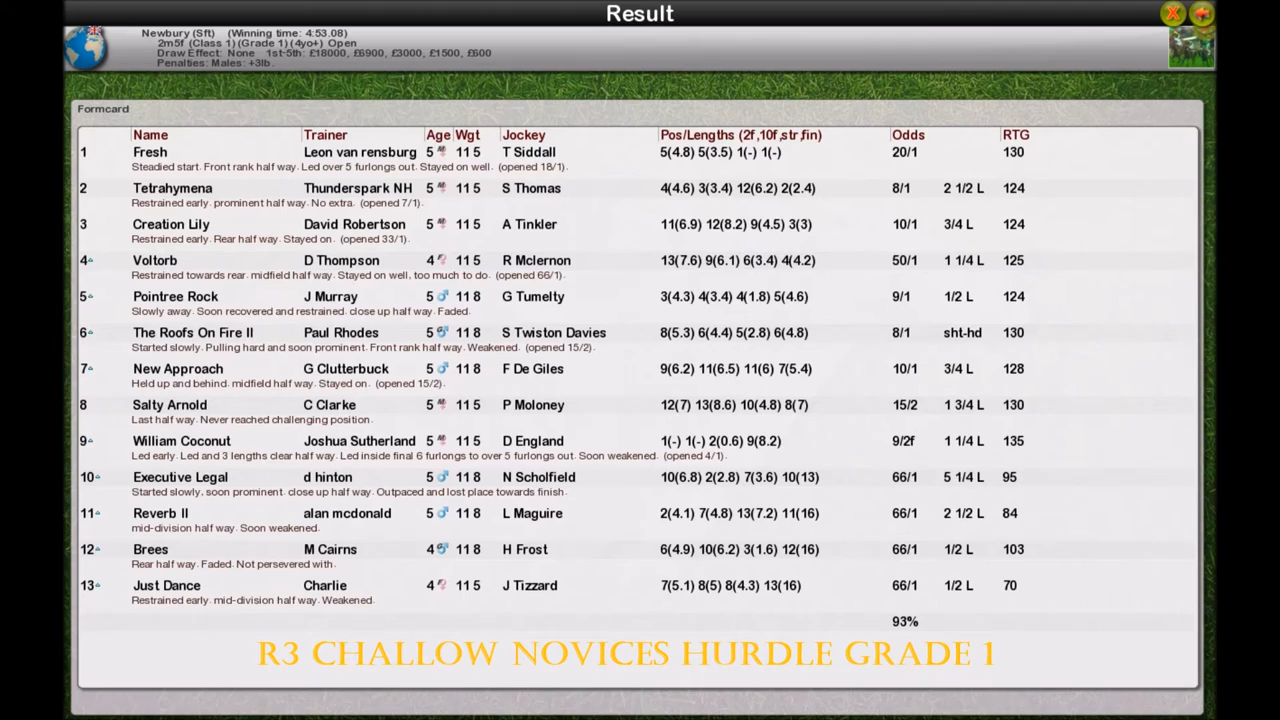 Result
Newbury (Sft) (Winning time: 4:53.08)
2m5f (Class 1) (Grade 1) (4yo+) Open
Draw Effect: None 1st-5th: £18000, £6900, £3000, £1500, £600
Penalties: Males: +3lb.
Formcard
Name Trainer Age Wgt Jockey Pos/Lengths (2f,10f,str,fin) Odds RTG
1 Fresh Leon van rensburg 5 11 5 T Siddall 5(4.8) 5(3.5) 1(-) 1(-) 20/1 130
Steadied start. Front rank half way. Led over 5 furlongs out. Stayed on well. (opened 18/1).
2 Tetrahymena Thunderspark NH 5 11 5 S Thomas 4(4.6) 3(3.4) 12(6.2) 2(2.4) 8/1 2 1/2 L 124
Restrained early. prominent half way. No extra. (opened 7/1).
3 Creation Lily David Robertson 5 11 5 A Tinkler 11(6.9) 12(8.2) 9(4.5) 3(3) 10/1 3/4 L 124
Restrained early. Rear half way. Stayed on. (opened 33/1).
4 Voltorb D Thompson 4 11 5 R Mclernon 13(7.6) 9(6.1) 6(3.4) 4(4.2) 50/1 1 1/4 L 125
Restrained towards rear. midfield half way. Stayed on well, too much to do. (opened 66/1).
5 Pointree Rock J Murray 5 11 8 G Tumelty 3(4.3) 4(3.4) 4(1.8) 5(4.6) 9/1 1/2 L 124
Slowly away. Soon recovered and restrained. close up half way. Faded.
6 The Roofs On Fire II Paul Rhodes 5 11 8 S Twiston Davies 8(5.3) 6(4.4) 5(2.8) 6(4.8) 8/1 sht-hd 130
Started slowly. Pulling hard and soon prominent. Front rank half way. Weakened. (opened 15/2).
7 New Approach G Clutterbuck 5 11 8 F De Giles 9(6.2) 11(6.5) 11(6) 7(5.4) 10/1 3/4 L 128
Held up and behind. midfield half way. Stayed on. (opened 15/2).
8 Salty Arnold C Clarke 5 11 5 P Moloney 12(7) 13(8.6) 10(4.8) 8(7) 15/2 1 3/4 L 130
Last half way. Never reached challenging position.
9 William Coconut Joshua Sutherland 5 11 5 D England 1(-) 1(-) 2(0.6) 9(8.2) 9/2f 1 1/4 L 135
Led early. Led and 3 lengths clear half way. Led inside final 6 furlongs to over 5 furlongs out. Soon weakened. (opened 4/1).
10 Executive Legal d hinton 5 11 8 N Scholfield 10(6.8) 2(2.8) 7(3.6) 10(13) 66/1 5 1/4 L 95
Started slowly, soon prominent. close up half way. Outpaced and lost place towards finish.
11 Reverb II alan mcdonald 5 11 8 L Maguire 2(4.1) 7(4.8) 13(7.2) 11(16) 66/1 2 1/2 L 84
mid-division half way. Soon weakened.
12 Brees M Cairns 4 11 8 H Frost 6(4.9) 10(6.2) 3(1.6) 12(16) 66/1 1/2 L 103
Rear half way. Faded. Not persevered with.
13 Just Dance Charlie 4 11 5 J Tizzard 7(5.1) 8(5) 8(4.3) 13(16) 66/1 1/2 L 70
Restrained early. mid-division half way. Weakened.
93%
R3 CHALLOW NOVICES HURDLE GRADE 1